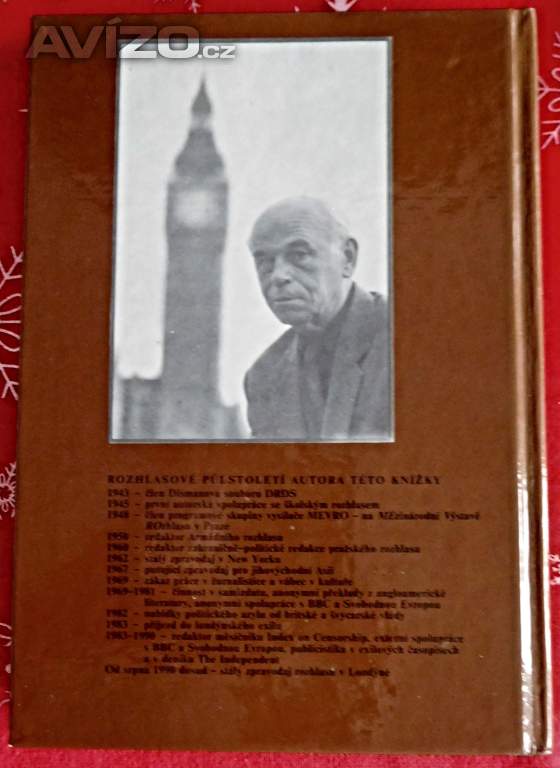 AVÍZO.cz
ROZHLASOVÉ PŮLSTOLETÍ AUTORA TÉTO KNÍŽKY
1943 – člen Dismanova souboru DRDS
1945 – první autorská spolupráce se školským rozhlasem
1948 – člen programové skupiny vysílače MEVRO – na MEzinárodní Výstavě
ROzhlasu v Praze
1950 – redaktor Armádního rozhlasu
1960 – redaktor zahraničně-politické redakce pražského rozhlasu
1962 – stálý zpravodaj v New Yorku
1967 – putující zpravodaj pro jihovýchodní Asii
1969 – zákaz práce v žurnalistice a vůbec v kultuře
1969–1981 – činnost v samizdatu, anonymní překlady z angloamerické
literatury, anonymní spolupráce s BBC a Svobodnou Evropou
1982 – nabídky politického azylu od britské a švýcarské vlády
1983 – příjezd do londýnského exilu
1983–1990 – redaktor měsíčníku Index on Censorship, externí spolupráce
s BBC a Svobodnou Evropou, publicistika v exilových časopisech
a v deníku The Independent
Od srpna 1990 dosud – stálý zpravodaj rozhlasu v Londýně